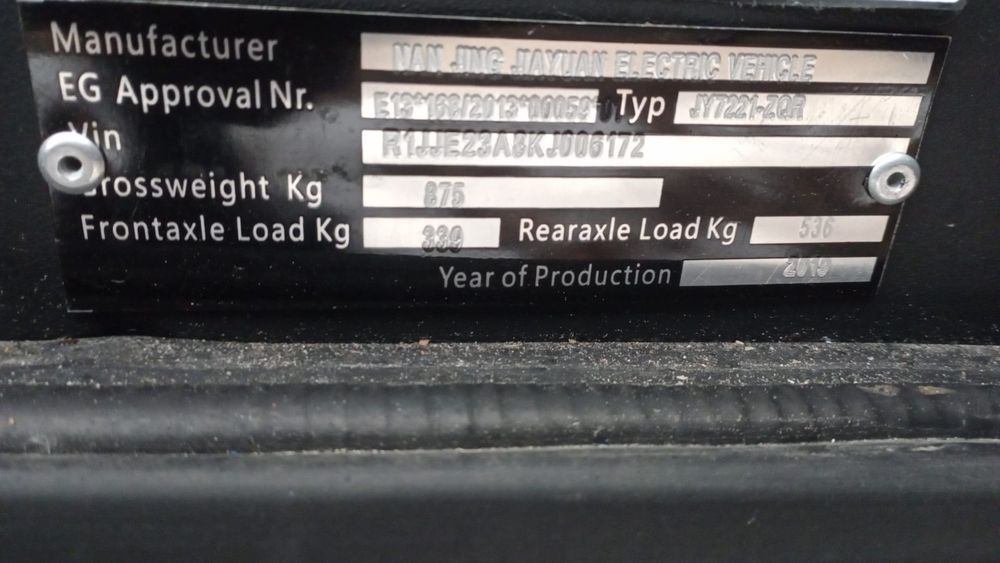 Manufacturer NAN JING JIAYUAN ELECTRIC VEHICLE
EG Approval Nr. E13*168/2013*00059* Typ JY7221-ZQR
Vin R1JJE23A8KJ006172
Grossweight Kg 875
Frontaxle Load Kg 339 Rearaxle Load Kg 536
Year of Production 2019